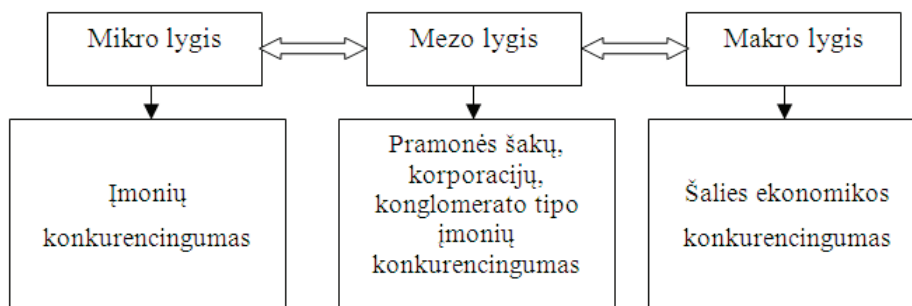 Mikro lygis
Mezo lygis
Makro lygis
Įmonių
konkurencingumas
Pramonės šakų,
korporacijų,
konglomerato tipo
įmonių
konkurencingumas
Šalies ekonomikos
konkurencingumas